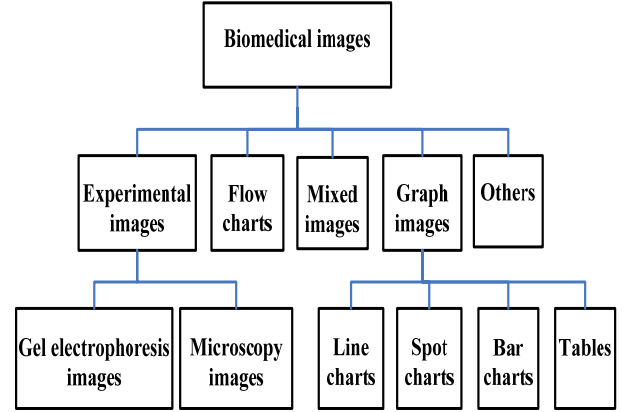 Biomedical images
Experimental
images
Flow
charts
Mixed
images
Graph
images
Others
Gel electrophoresis
images
Microscopy
images
Line
charts
Spot
charts
Bar
charts
Tables